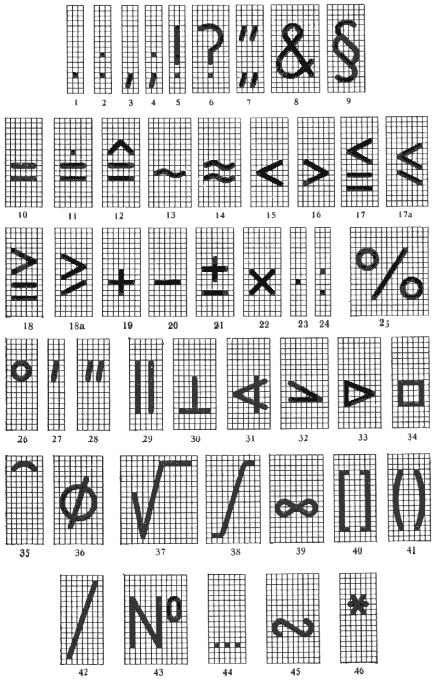 . : , ; ! ? " " & §
1 2 3 4 5 6 7 8 9
= ≐ ≙ ~ ≈ < > ≤ ⩽
10 11 12 13 14 15 16 17 17a
≥ ⩾ + − ± × · : %
18 18a 19 20 21 22 23 24 25
° ′ ″ ∥ ⊥ ∢ ⦣ ▷ □
26 27 28 29 30 31 32 33 34
⌒ ∅ √ ∫ ∞ [ ] ( )
35 36 37 38 39 40 41
/ № ... ∾ *
42 43 44 45 46